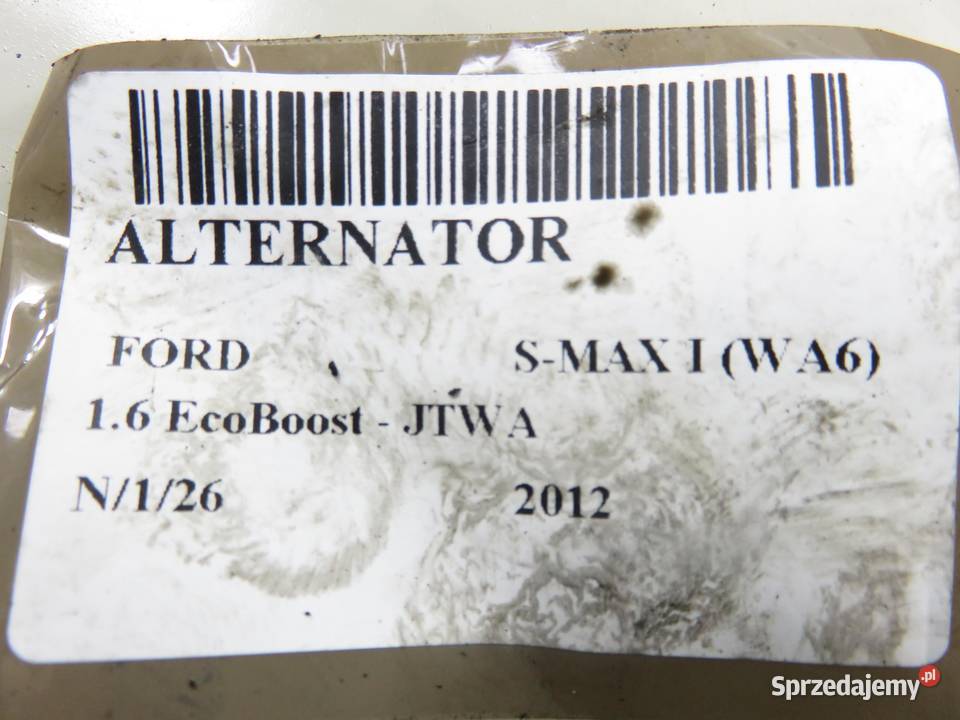 ALTERNATOR
FORD S-MAX I (WA6)
1.6 EcoBoost - JTWA
N/1/26 2012
Sprzedajemy.pl